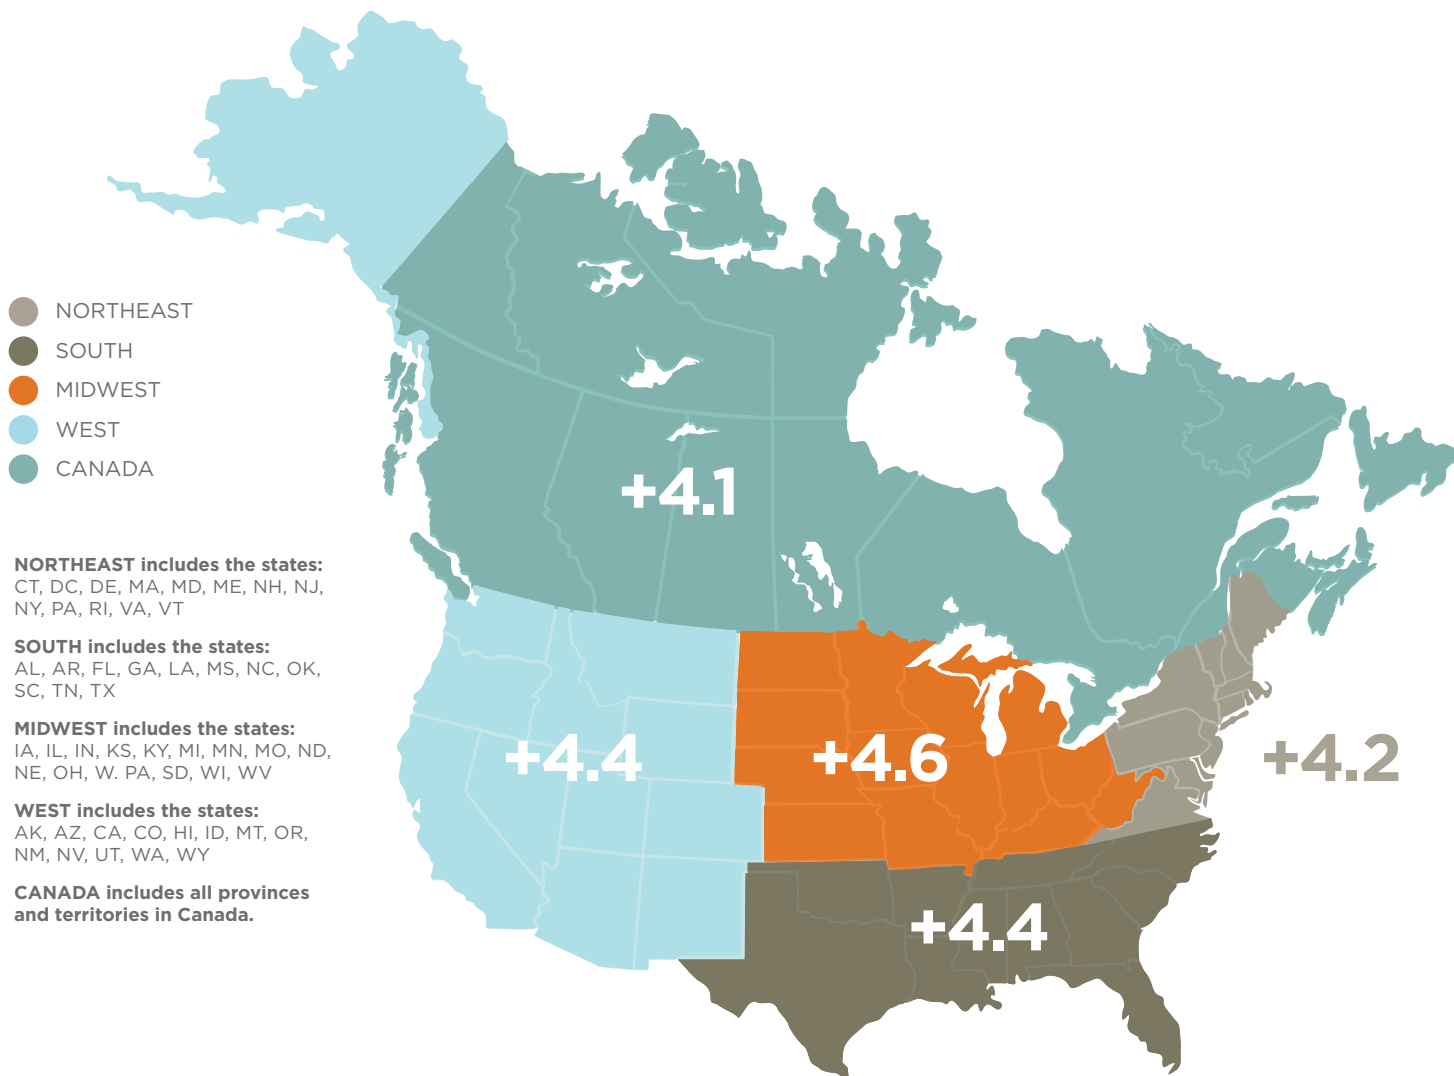 NORTHEAST
SOUTH
MIDWEST
WEST
CANADA
NORTHEAST includes the states:
CT, DC, DE, MA, MD, ME, NH, NJ,
NY, PA, RI, VA, VT
SOUTH includes the states:
AL, AR, FL, GA, LA, MS, NC, OK,
SC, TN, TX
MIDWEST includes the states:
IA, IL, IN, KS, KY, MI, MN, MO, ND,
NE, OH, W. PA, SD, WI, WV
WEST includes the states:
AK, AZ, CA, CO, HI, ID, MT, OR,
NM, NV, UT, WA, WY
CANADA includes all provinces
and territories in Canada.
+4.1
+4.4
+4.6
+4.2
+4.4